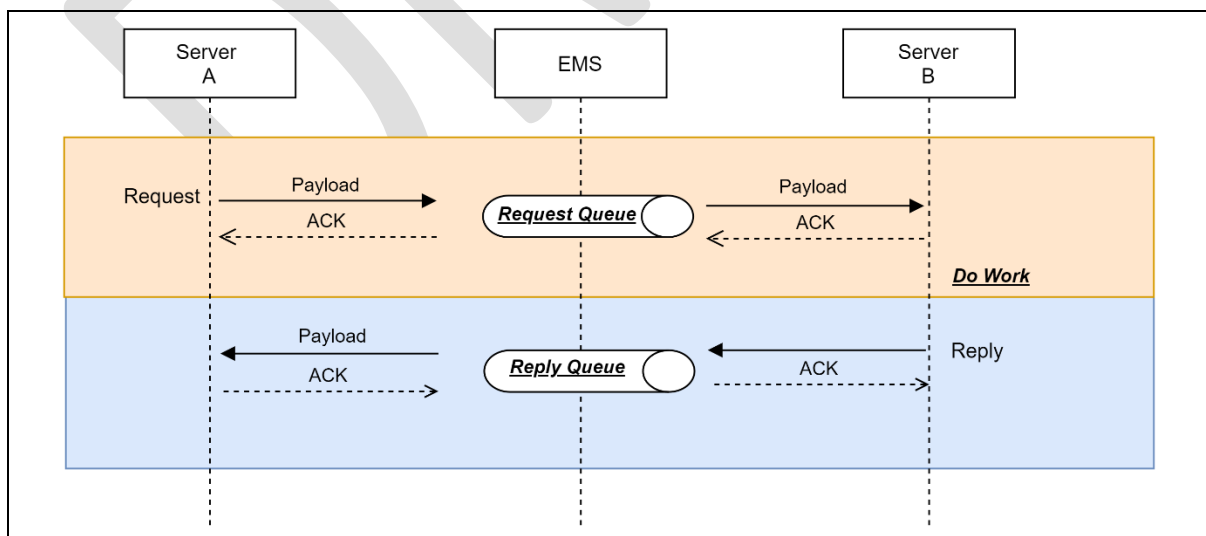 Server
A
EMS
Server
B
Request
Payload
ACK
Request Queue
Payload
ACK
Do Work
Payload
ACK
Reply Queue
ACK
Reply